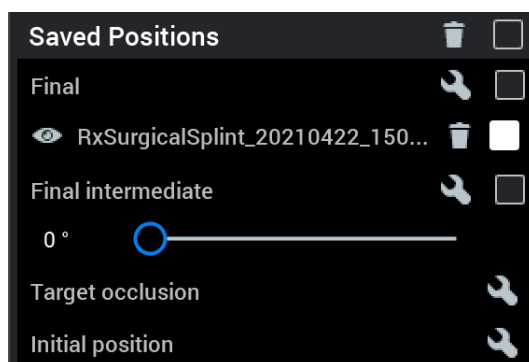 Saved Positions
Final
RxSurgicalSplint_20210422_150...
Final intermediate
0 °
Target occlusion
Initial position